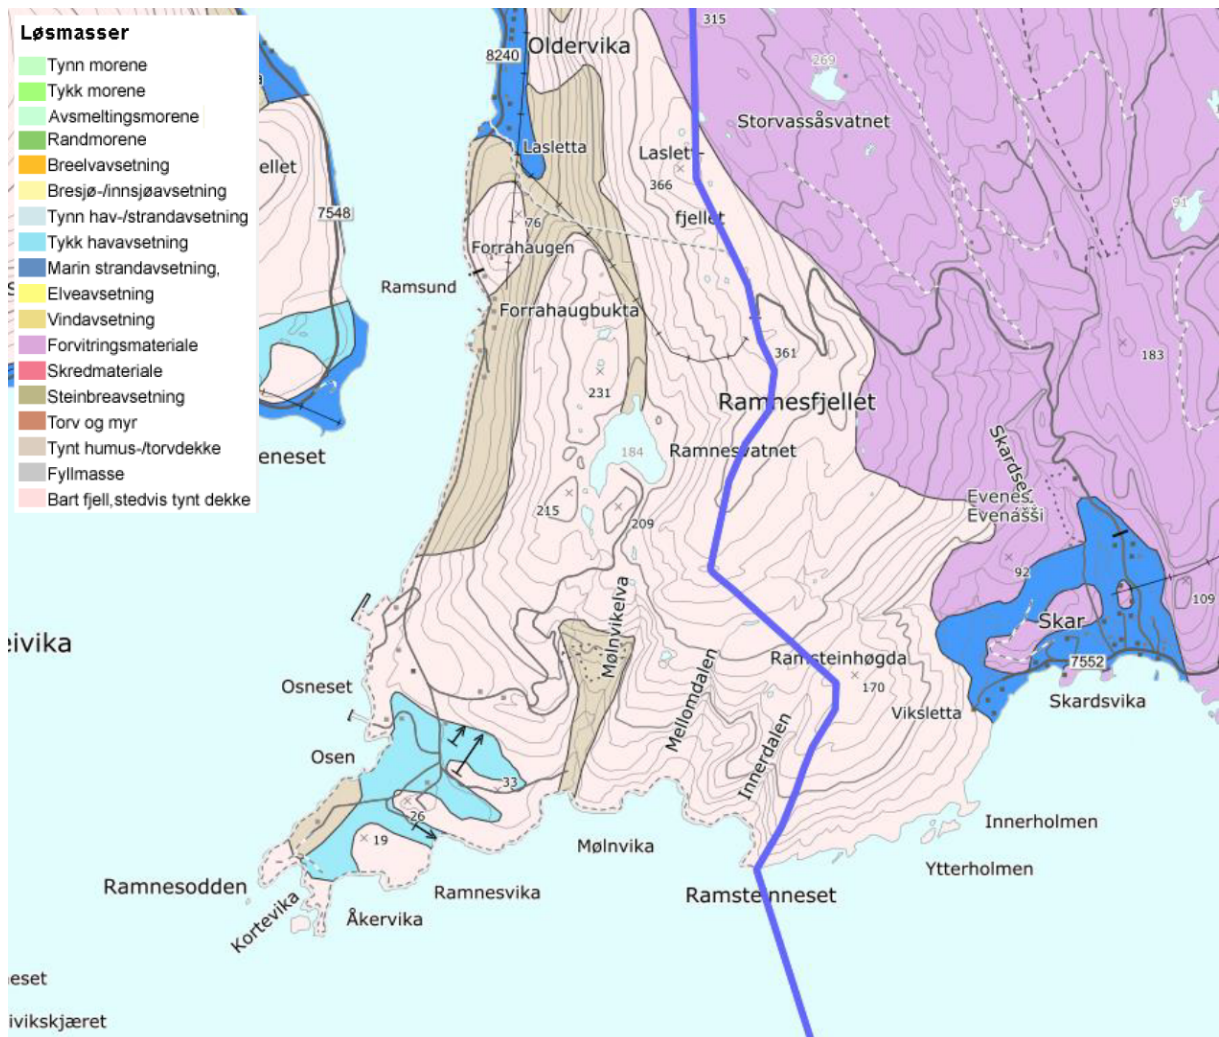 Løsmasser
Tynn morene
Tykk morene
Avsmeltingsmorene
Randmorene
Breelvavsetning
Bresjø-/innsjøavsetning
Tynn hav-/strandavsetning
Tykk havavsetning
Marin strandavsetning,
Elveavsetning
Vindavsetning
Forvitringsmateriale
Skredmateriale
Steinbreavsetning
Torv og myr
Tynt humus-/torvdekke
Fyllmasse
Bart fjell,stedvis tynt dekke
315
8240
Oldervika
269
Storvassåsvatnet
Lasletta
Laslett
ellet
366
91
7548
76
fjellet
Forrahaugen
Ramsund
Forrahaugbukta
361
183
231
Ramnesfjellet
Ramnesvatnet
184
eneset
Skardsel
215
209
Evenes
Evenášši
92
109
Mølnvikelva
Skar
eivika
Ramsteinhøgda
7552
170
Osneset
Mellomdalen
Viksletta
Skardsvika
Innerdalen
Osen
33
26
19
Innerholmen
Mølnvika
Ytterholmen
Ramnesodden
Ramnesvika
Ramsteinneset
Kortevika
Åkervika
eset
ivikskjæret